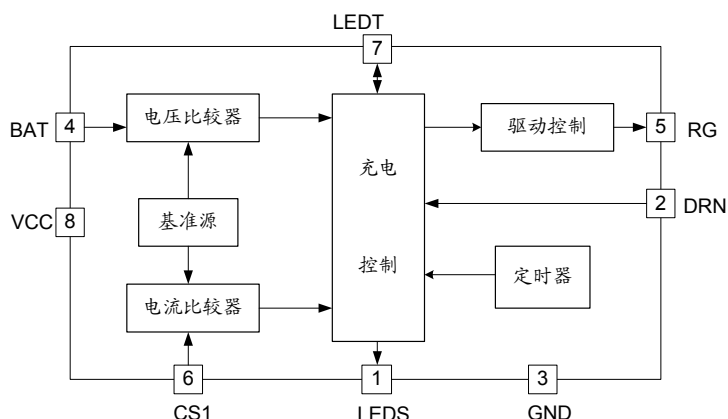 LEDT
7
BAT
4
电压比较器
驱动控制
5
RG
充电
VCC
8
基准源
2
DRN
控制
定时器
电流比较器
6
1
3
CS1
LEDS
GND